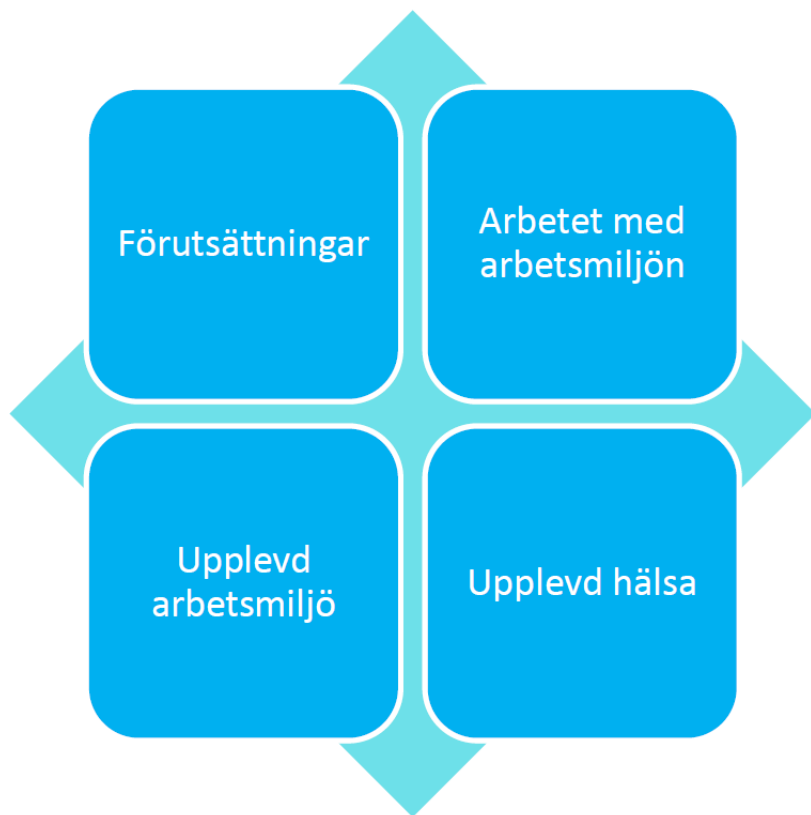 Förutsättningar
Arbetet med
arbetsmiljön
Upplevd
arbetsmiljö
Upplevd hälsa